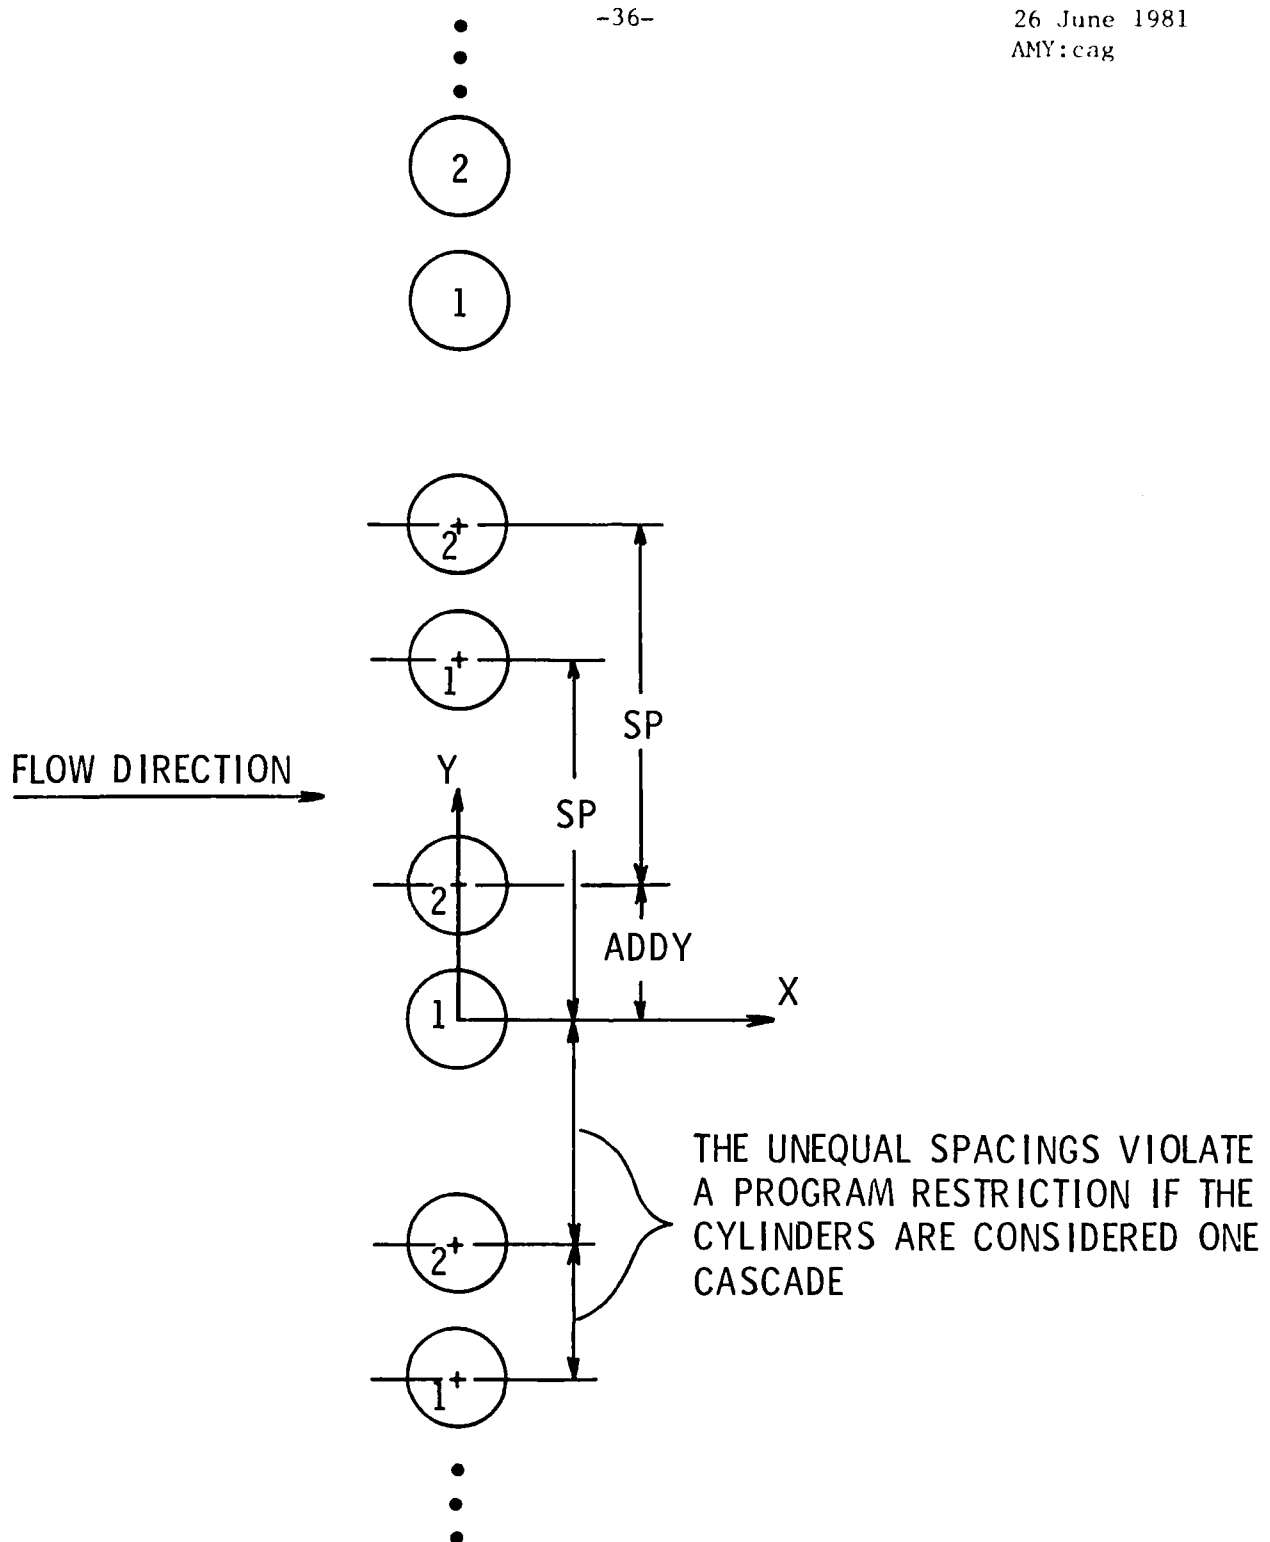 -36-
26 June 1981
AMY:cag
2
1
2
1
SP
FLOW DIRECTION
Y
SP
2
ADDY
X
1
THE UNEQUAL SPACINGS VIOLATE
A PROGRAM RESTRICTION IF THE
CYLINDERS ARE CONSIDERED ONE
CASCADE
2
1